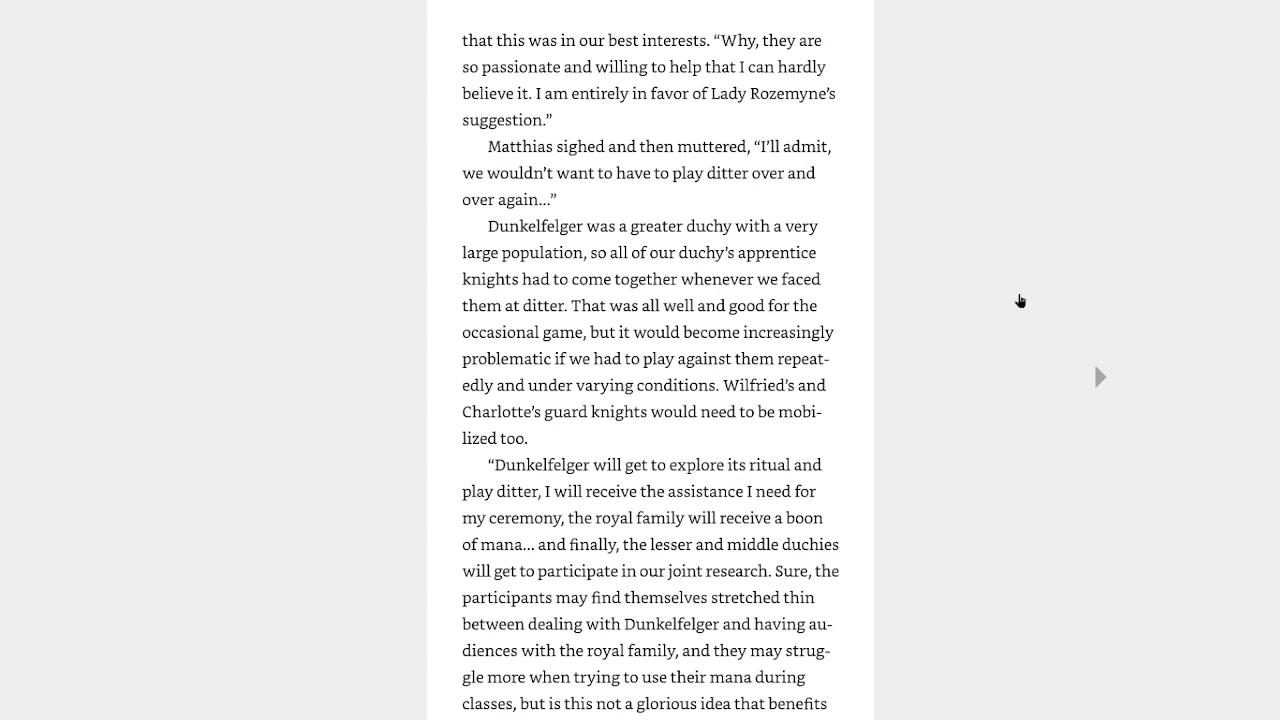 that this was in our best interests. “Why, they are
so passionate and willing to help that I can hardly
believe it. I am entirely in favor of Lady Rozemyne’s
suggestion.”
Matthias sighed and then muttered, “I’ll admit,
we wouldn’t want to have to play ditter over and
over again...”
Dunkelfelger was a greater duchy with a very
large population, so all of our duchy’s apprentice
knights had to come together whenever we faced
them at ditter. That was all well and good for the
occasional game, but it would become increasingly
problematic if we had to play against them repeat-
edly and under varying conditions. Wilfried’s and
Charlotte’s guard knights would need to be mobi-
lized too.
“Dunkelfelger will get to explore its ritual and
play ditter, I will receive the assistance I need for
my ceremony, the royal family will receive a boon
of mana... and finally, the lesser and middle duchies
will get to participate in our joint research. Sure, the
participants may find themselves stretched thin
between dealing with Dunkelfelger and having au-
diences with the royal family, and they may strug-
gle more when trying to use their mana during
classes, but is this not a glorious idea that benefits